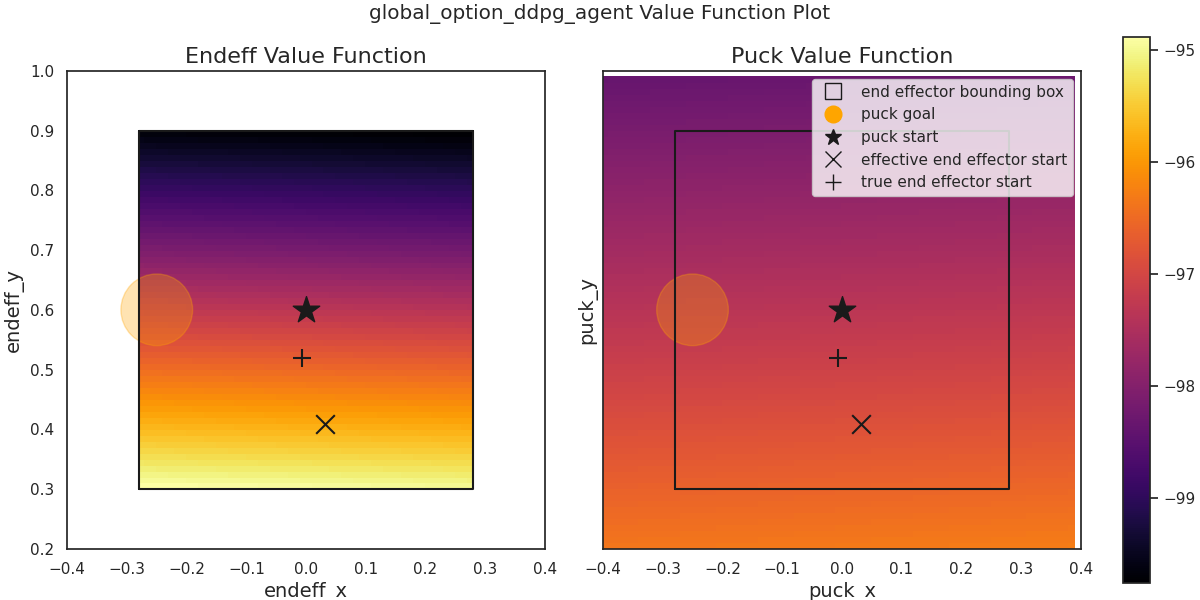 global_option_ddpg_agent Value Function Plot
Endeff Value Function
endeff_y
1.0
0.9
0.8
0.7
0.6
0.5
0.4
0.3
0.2
−0.4 −0.3 −0.2 −0.1 0.0 0.1 0.2 0.3 0.4
endeff_x
Puck Value Function
puck_y
end effector bounding box
puck goal
puck start
effective end effector start
true end effector start
−0.4 −0.3 −0.2 −0.1 0.0 0.1 0.2 0.3 0.4
puck_x
−95
−96
−97
−98
−99